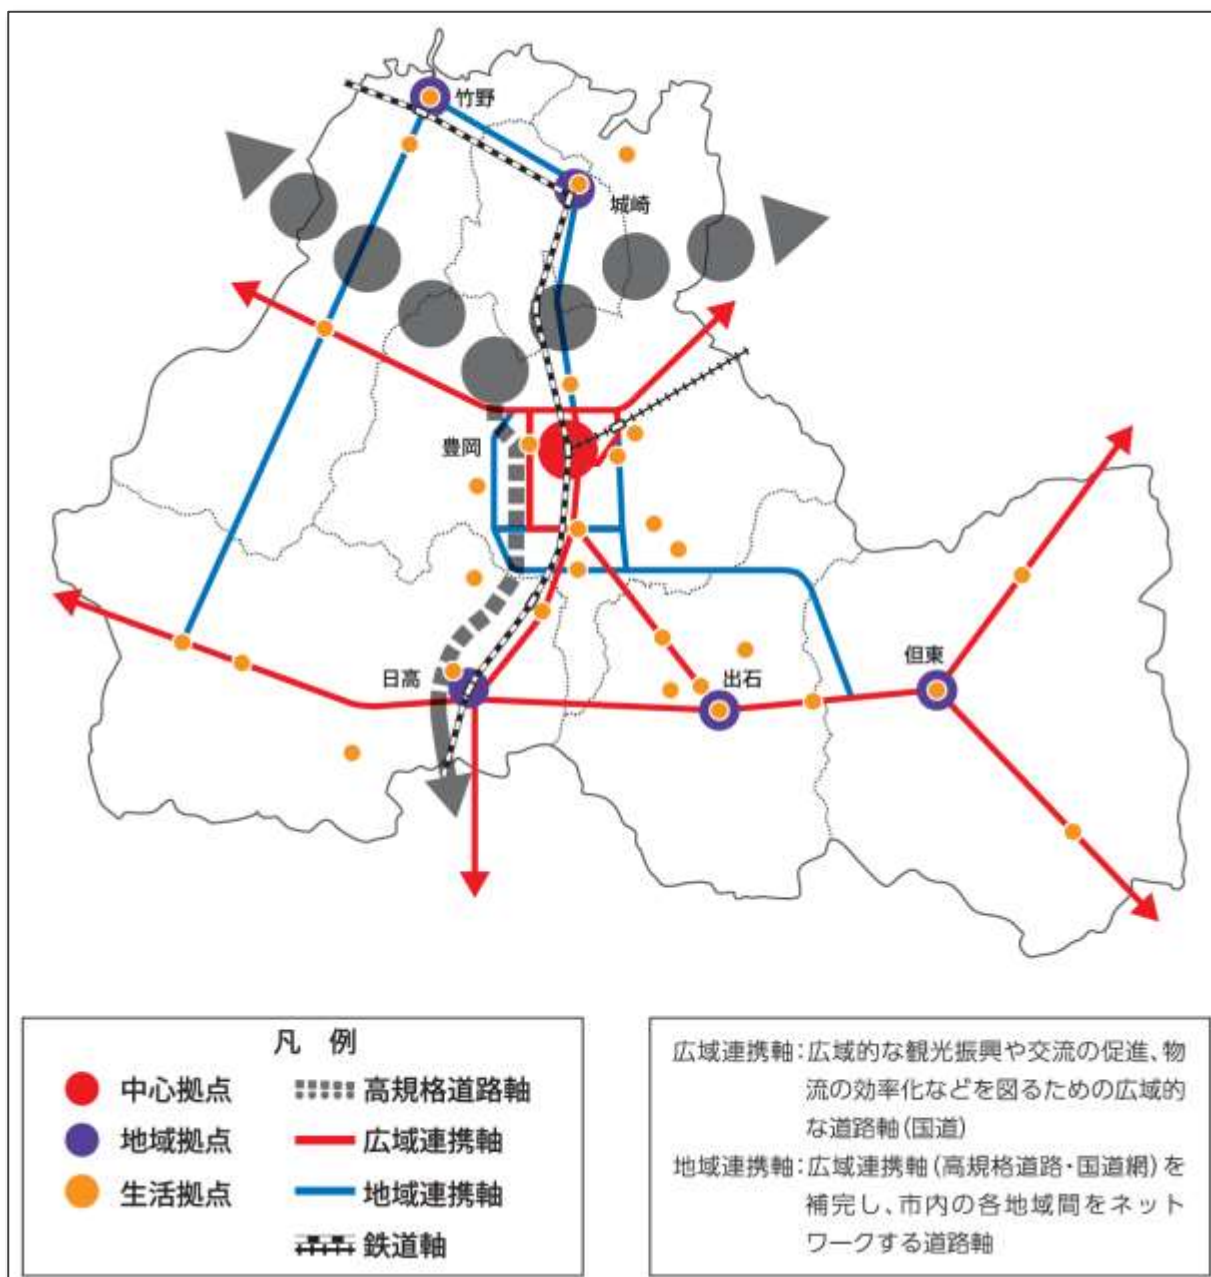 竹野
城崎
豊岡
日高
出石
但東
凡 例
中心拠点
高規格道路軸
地域拠点
広域連携軸
生活拠点
地域連携軸
鉄道軸
広域連携軸:広域的な観光振興や交流の促進、物
流の効率化などを図るための広域的
な道路軸(国道)
地域連携軸:広域連携軸(高規格道路・国道網)を
補完し、市内の各地域間をネット
ワークする道路軸